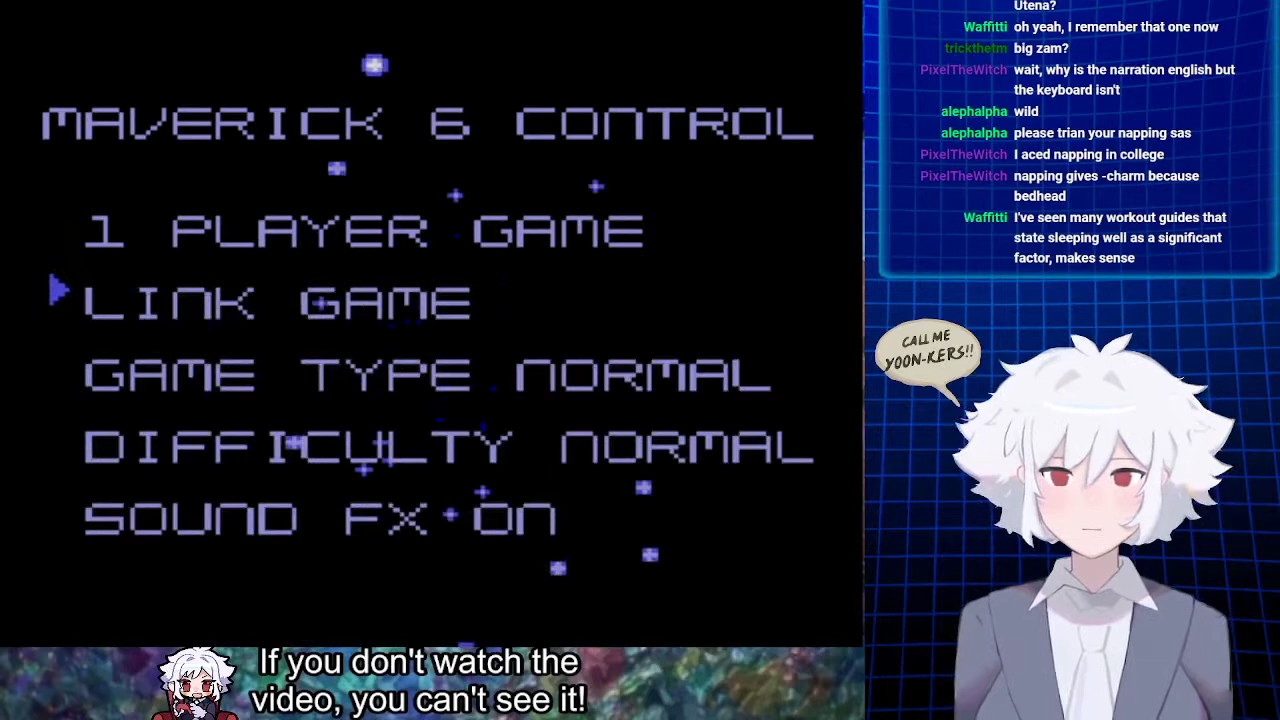 MAVERICK 6 CONTROL
1 PLAYER GAME
LINK GAME
GAME TYPE NORMAL
DIFFICULTY NORMAL
SOUND FX ON
Utena?
Waffitti oh yeah, I remember that one now
trickthetm big zam?
PixelTheWitch wait, why is the narration english but
the keyboard isn't
alephalpha wild
alephalpha please trian your napping sas
PixelTheWitch I aced napping in college
PixelTheWitch napping gives -charm because
bedhead
Waffitti I've seen many workout guides that
state sleeping well as a significant
factor, makes sense
CALL ME
YOON-KERS!!
If you don't watch the
video, you can't see it!